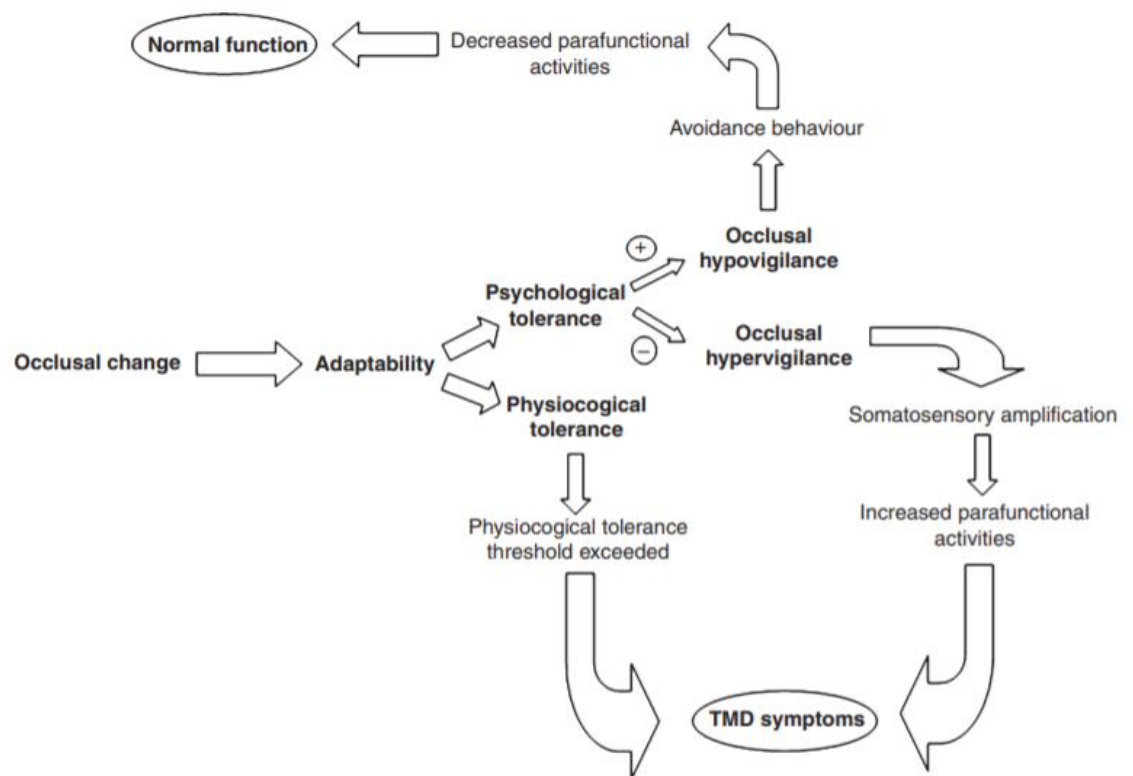 Normal function
Decreased parafunctional
activities
Avoidance behaviour
+
Occlusal
hypovigilance
Psychological
tolerance
−
Occlusal
hypervigilance
Occlusal change
Adaptability
Physiocogical
tolerance
Somatosensory amplification
Physiocogical tolerance
threshold exceeded
Increased parafunctional
activities
TMD symptoms